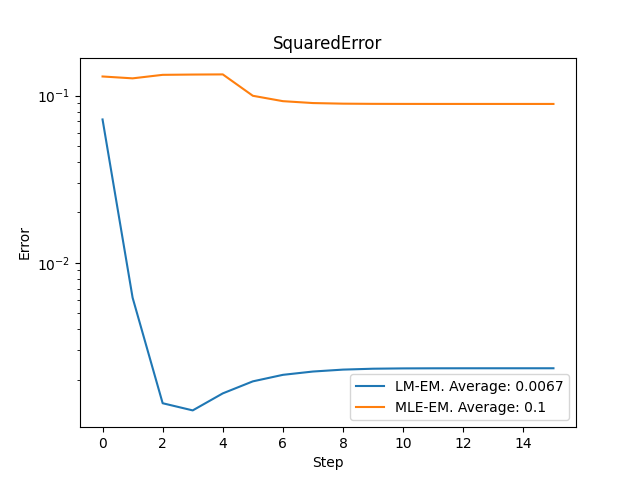 SquaredError
10⁻¹
10⁻²
Error
0 2 4 6 8 10 12 14
Step
LM-EM. Average: 0.0067
MLE-EM. Average: 0.1